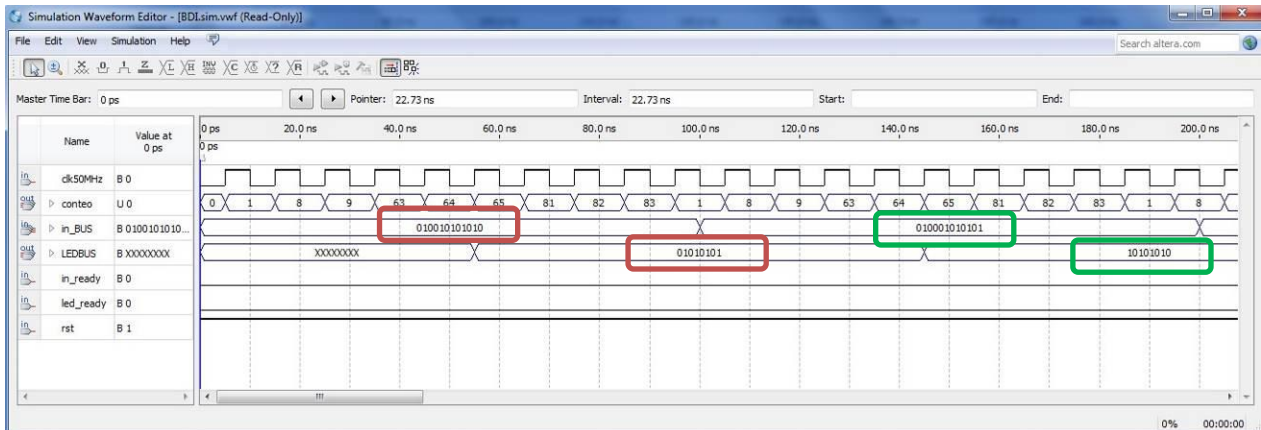 Simulation Waveform Editor - [BDI.sim.vwf (Read-Only)]
File Edit View Simulation Help
Search altera.com
Master Time Bar: 0 ps Pointer: 22.73 ns Interval: 22.73 ns Start: End:
Name Value at 0 ps
0 ps 20.0 ns 40.0 ns 60.0 ns 80.0 ns 100.0 ns 120.0 ns 140.0 ns 160.0 ns 180.0 ns 200.0 ns
0 ps
clk50MHz B 0
conteo U 0 0 1 8 9 63 64 65 81 82 83 1 8 9 63 64 65 81 82 83 1 8
in_BUS B 0100101010... 010010101010 010001010101
LEDBUS B XXXXXXXX XXXXXXXX 01010101 10101010
in_ready B 0
led_ready B 0
rst B 1
0% 00:00:00